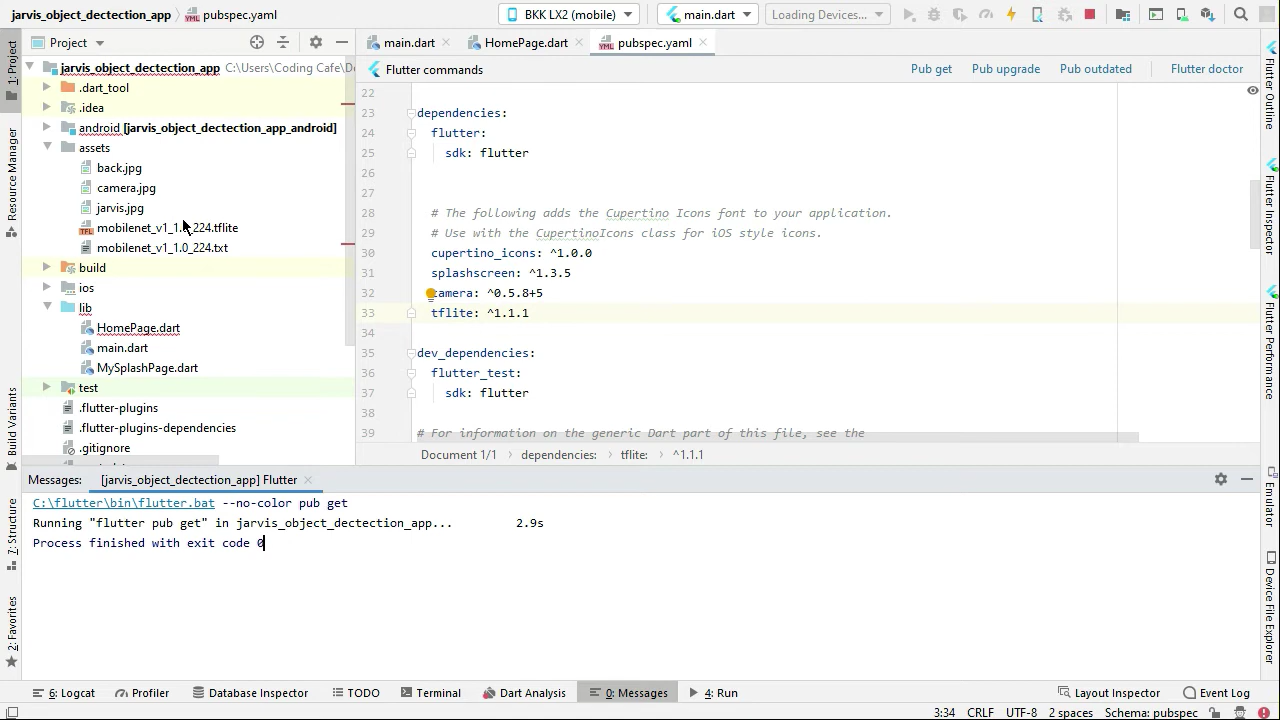 jarvis_object_dectection_app pubspec.yaml BKK LX2 (mobile) main.dart Loading Devices...
1: Project
Resource Manager
Build Variants
7: Structure
2: Favorites
Project
jarvis_object_dectection_app C:\Users\Coding Cafe\De
.dart_tool
.idea
android [jarvis_object_dectection_app_android]
assets
back.jpg
camera.jpg
jarvis.jpg
mobilenet_v1_1.0_224.tflite
mobilenet_v1_1.0_224.txt
build
ios
lib
HomePage.dart
main.dart
MySplashPage.dart
test
.flutter-plugins
.flutter-plugins-dependencies
.gitignore
main.dart HomePage.dart pubspec.yaml
Flutter commands Pub get Pub upgrade Pub outdated Flutter doctor
22
23 dependencies:
24 flutter:
25 sdk: flutter
26
27
28 # The following adds the Cupertino Icons font to your application.
29 # Use with the CupertinoIcons class for iOS style icons.
30 cupertino_icons: ^1.0.0
31 splashscreen: ^1.3.5
32 camera: ^0.5.8+5
33 tflite: ^1.1.1
34
35 dev_dependencies:
36 flutter_test:
37 sdk: flutter
38
39 # For information on the generic Dart part of this file, see the
Document 1/1 dependencies: tflite: ^1.1.1
Flutter Outline
Flutter Inspector
Flutter Performance
Emulator
Device File Explorer
Messages: [jarvis_object_dectection_app] Flutter
C:\flutter\bin\flutter.bat --no-color pub get
Running "flutter pub get" in jarvis_object_dectection_app... 2.9s
Process finished with exit code 0
6: Logcat Profiler Database Inspector TODO Terminal Dart Analysis 0: Messages 4: Run Layout Inspector Event Log
3:34 CRLF UTF-8 2 spaces Schema: pubspec